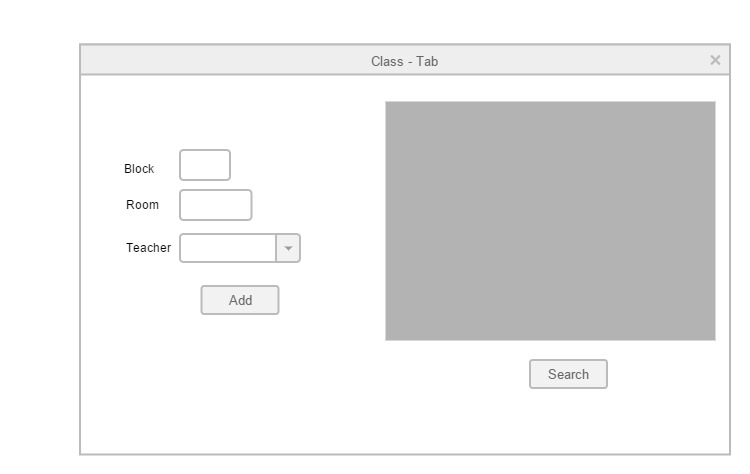 Class - Tab
Block
Room
Teacher
Add
Search